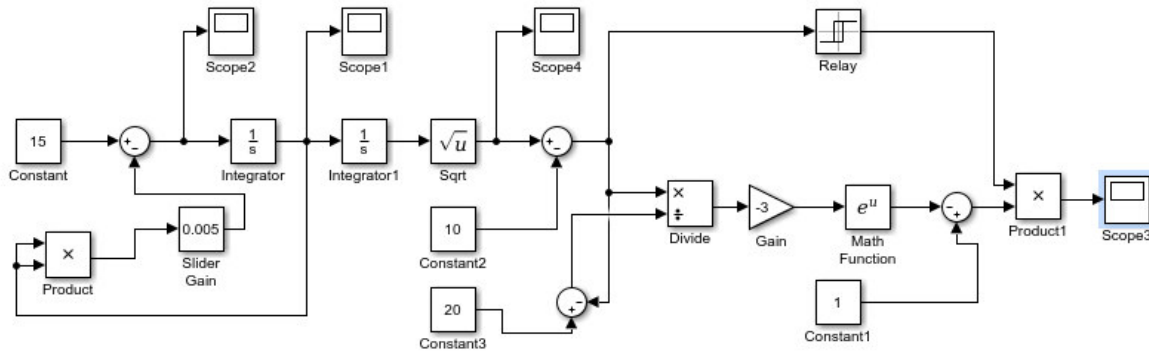 Scope2
Scope1
Scope4
Relay
15
Constant
+
-
1
s
Integrator
1
s
Integrator1
√u
Sqrt
+
-
10
Constant2
×
÷
Divide
-3
Gain
e^u
Math
Function
-
+
×
Product1
Scope3
×
Product
0.005
Slider
Gain
20
Constant3
+
-
1
Constant1